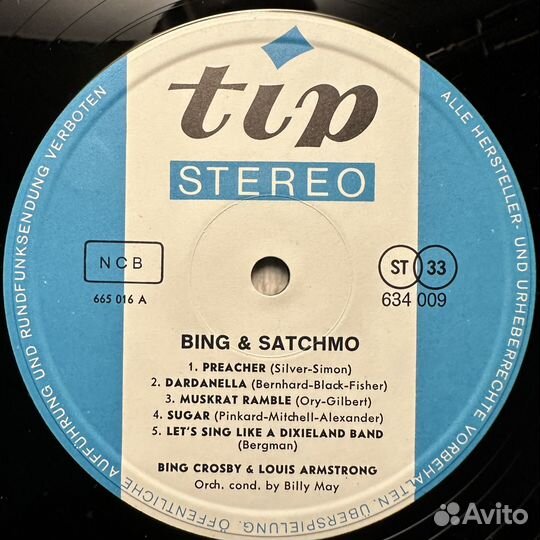 tip
STEREO
NCB
665 016 A
ST 33
634 009
BING & SATCHMO
1. PREACHER (Silver-Simon)
2. DARDANELLA (Bernhard-Black-Fisher)
3. MUSKRAT RAMBLE (Ory-Gilbert)
4. SUGAR (Pinkard-Mitchell-Alexander)
5. LET'S SING LIKE A DIXIELAND BAND
(Bergman)
BING CROSBY & LOUIS ARMSTRONG
Orch. cond. by Billy May
ALLE HERSTELLER- UND URHEBERRECHTE VORBEHALTEN. ÜBERSPIELUNG, ÖFFENTLICHE AUFFÜHRUNG UND RUNDFUNKSENDUNG VERBOTEN
Avito